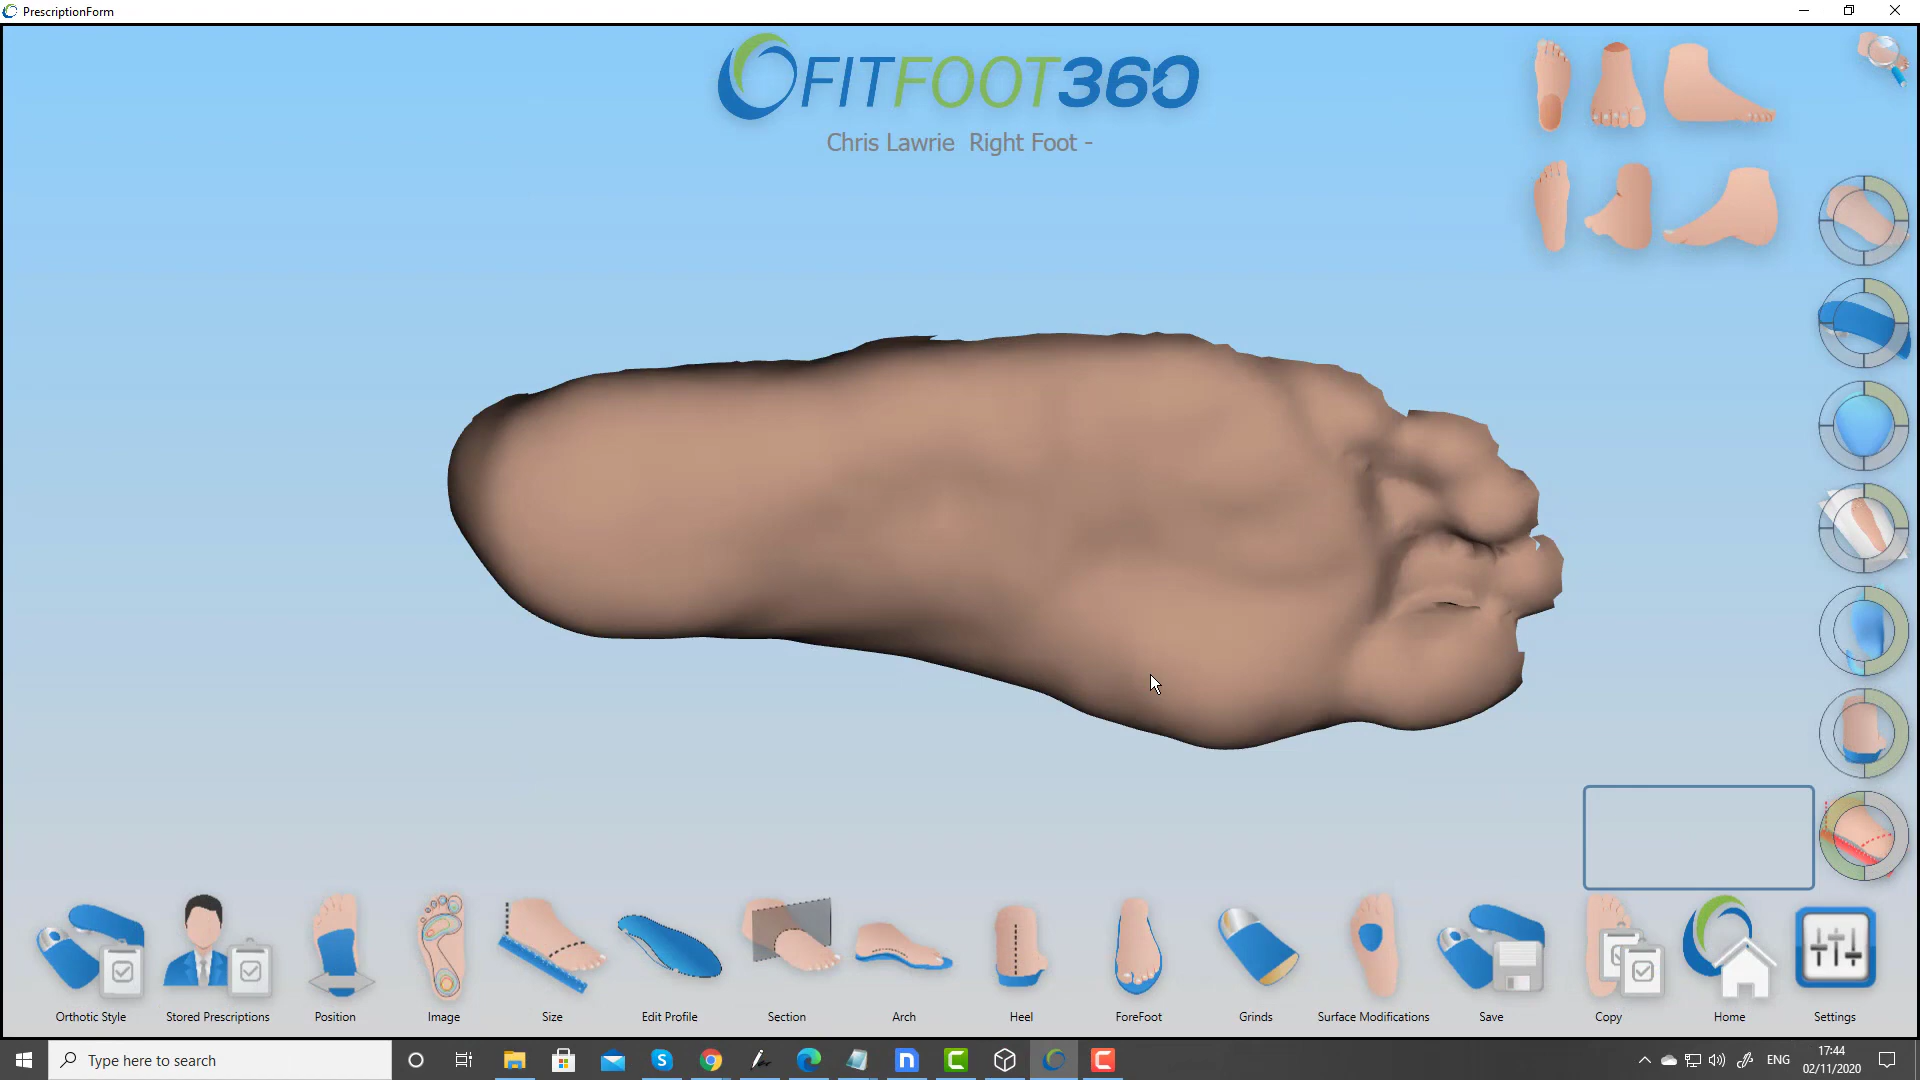 PrescriptionForm
FITFOOT360
Chris Lawrie  Right Foot -
Orthotic Style
Stored Prescriptions
Position
Image
Size
Edit Profile
Section
Arch
Heel
ForeFoot
Grinds
Surface Modifications
Save
Copy
Home
Settings
Type here to search
ENG
17:44
02/11/2020